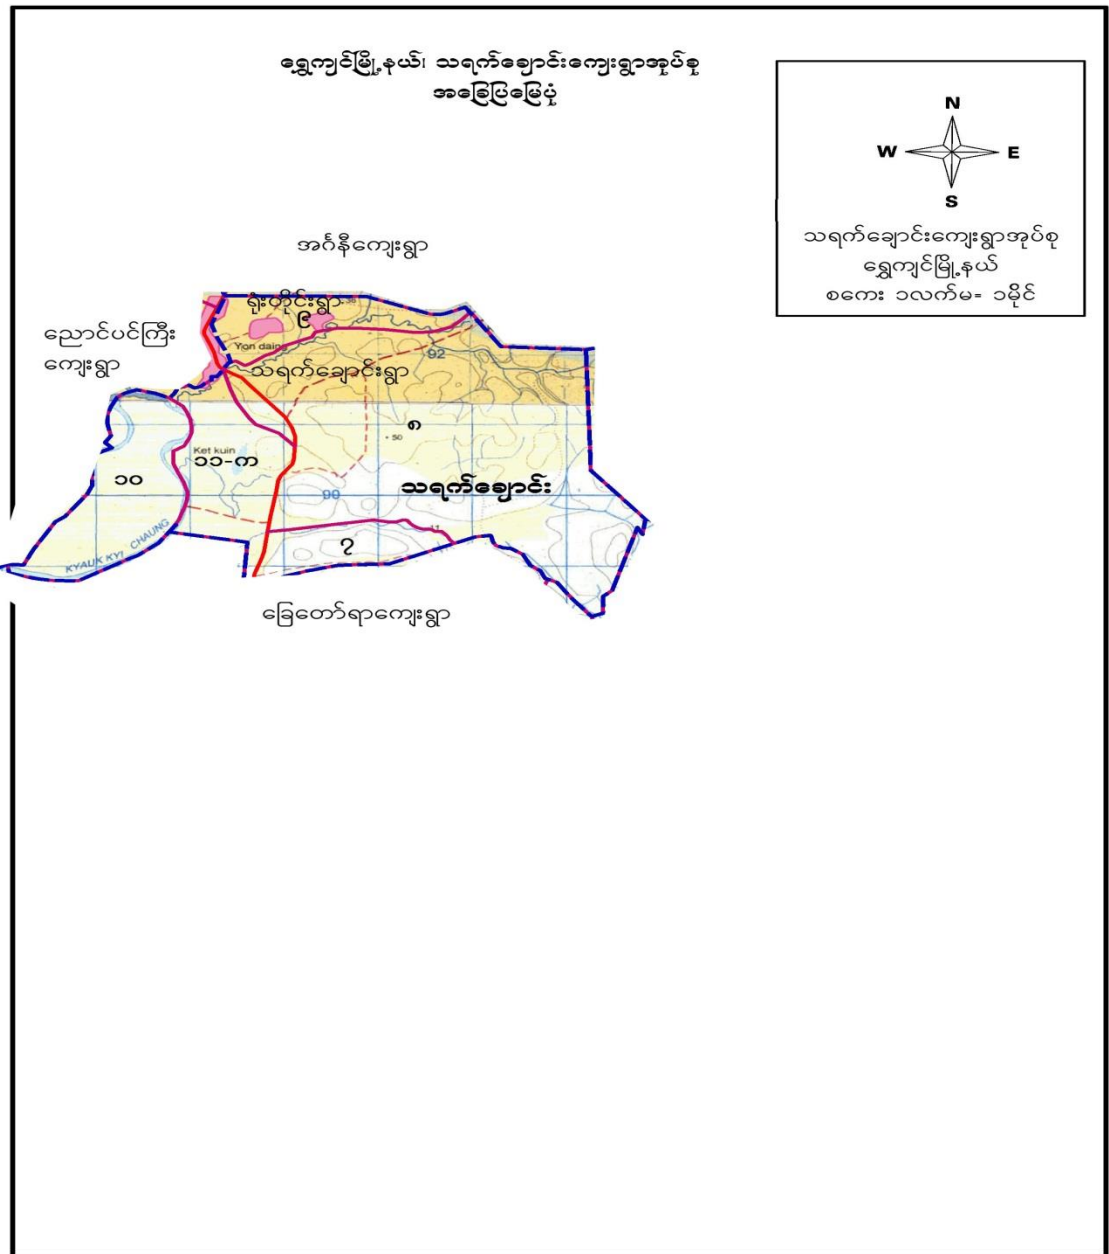 ရွှေကျင်မြို့နယ်၊ သရက်ချောင်းကျေးရွာအုပ်စု
အခြေပြမြေပုံ
N
W E
S
သရက်ချောင်းကျေးရွာအုပ်စု
ရွှေကျင်မြို့နယ်
စကေး ၁လက်မ= ၁မိုင်
အင်္ဂနီကျေးရွာ
ညောင်ပင်ကြီး
ကျေးရွာ
ရုံးတိုင်းရွာ
၉
Yon daing
92
သရက်ချောင်းရွာ
၈
50
Ket kuin
၁၁-က
၁၀
90
သရက်ချောင်း
၇
KYAUK KYI CHAUNG
ခြေတော်ရာကျေးရွာ